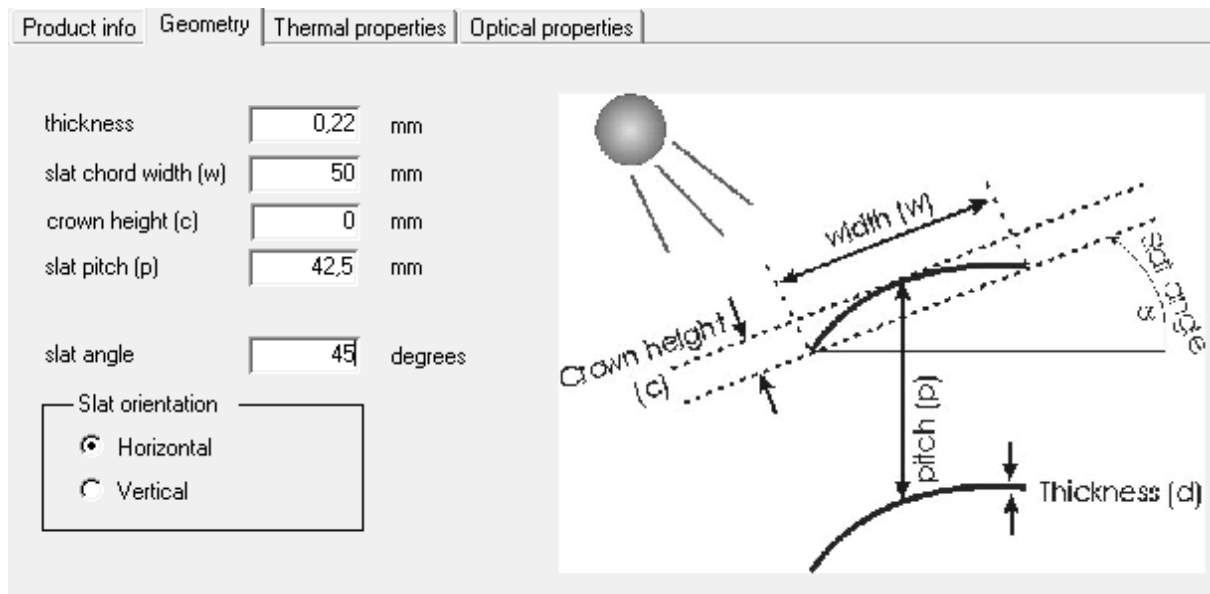 Product info Geometry Thermal properties Optical properties
thickness 0,22 mm
slat chord width (w) 50 mm
crown height (c) 0 mm
slat pitch (p) 42,5 mm
slat angle 45 degrees
Slat orientation
Horizontal
Vertical
width (w)
Crown height
(c)
slat angle
pitch (p)
Thickness (d)